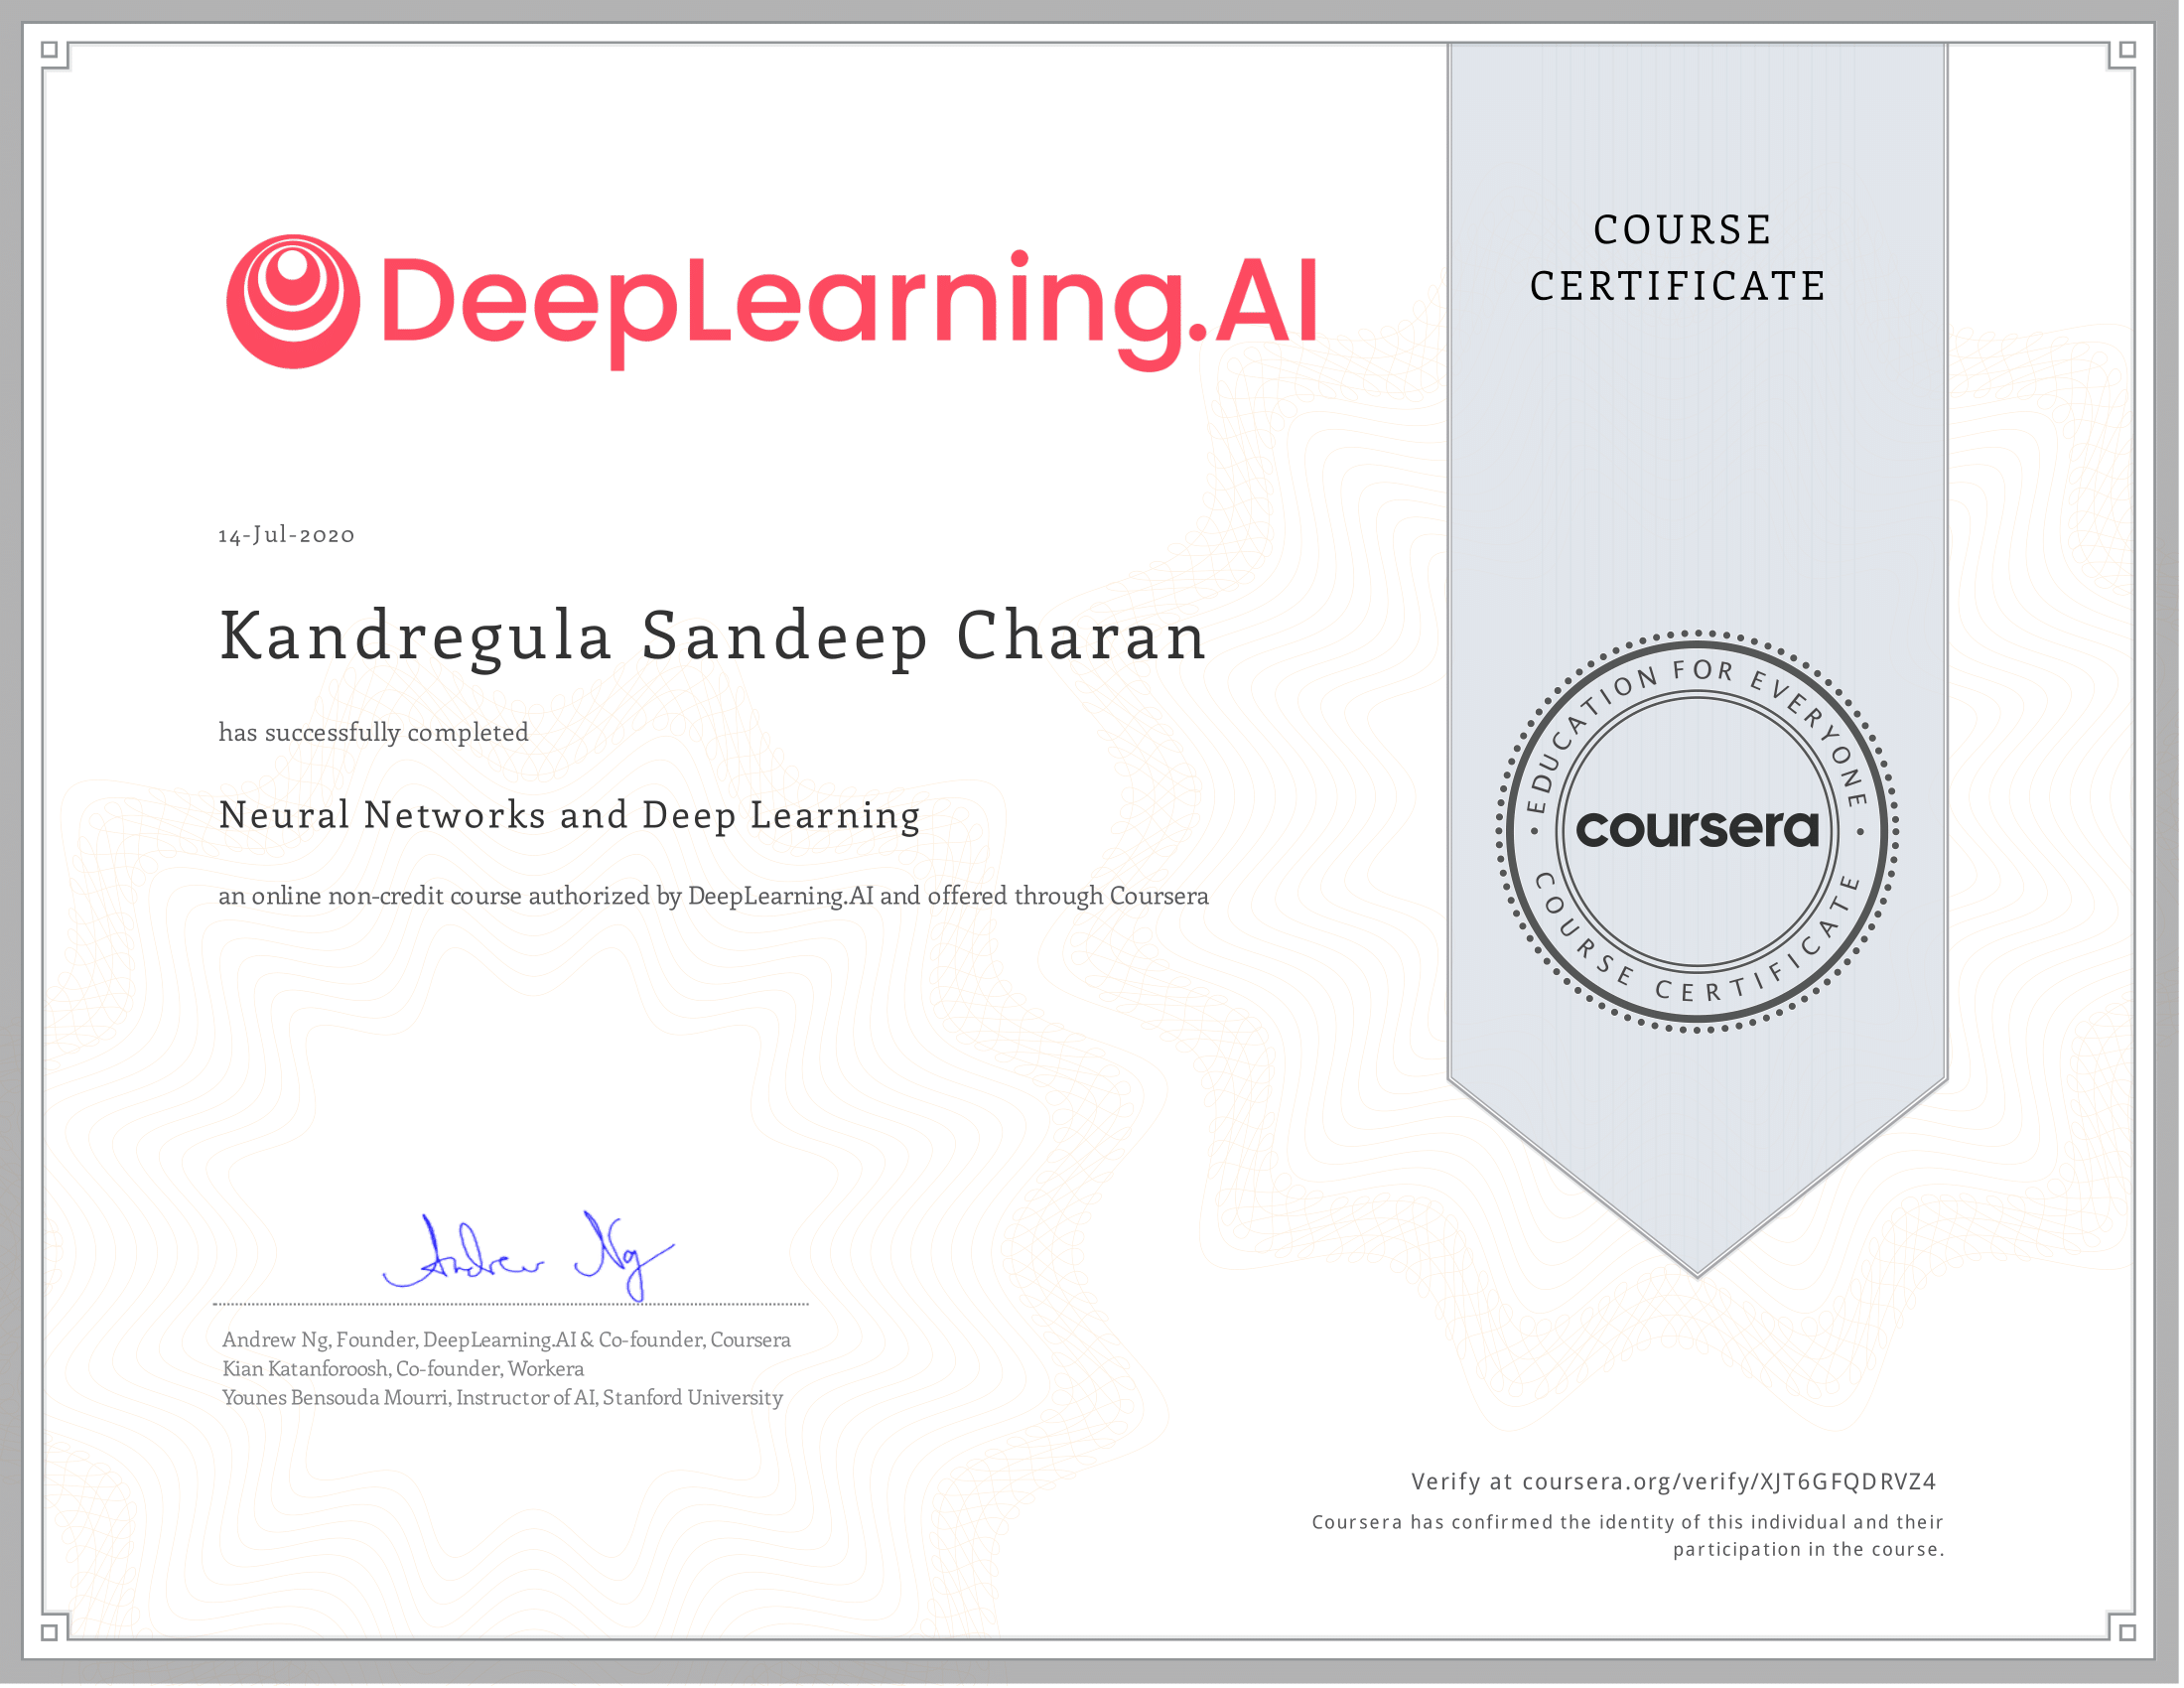 DeepLearning.AI
COURSE
CERTIFICATE
14-Jul-2020
Kandregula Sandeep Charan
has successfully completed
Neural Networks and Deep Learning
an online non-credit course authorized by DeepLearning.AI and offered through Coursera
EDUCATION FOR EVERYONE
coursera
COURSE CERTIFICATE
Andrew Ng
Andrew Ng, Founder, DeepLearning.AI & Co-founder, Coursera
Kian Katanforoosh, Co-founder, Workera
Younes Bensouda Mourri, Instructor of AI, Stanford University
Verify at coursera.org/verify/XJT6GFQDRVZ4
Coursera has confirmed the identity of this individual and their
participation in the course.